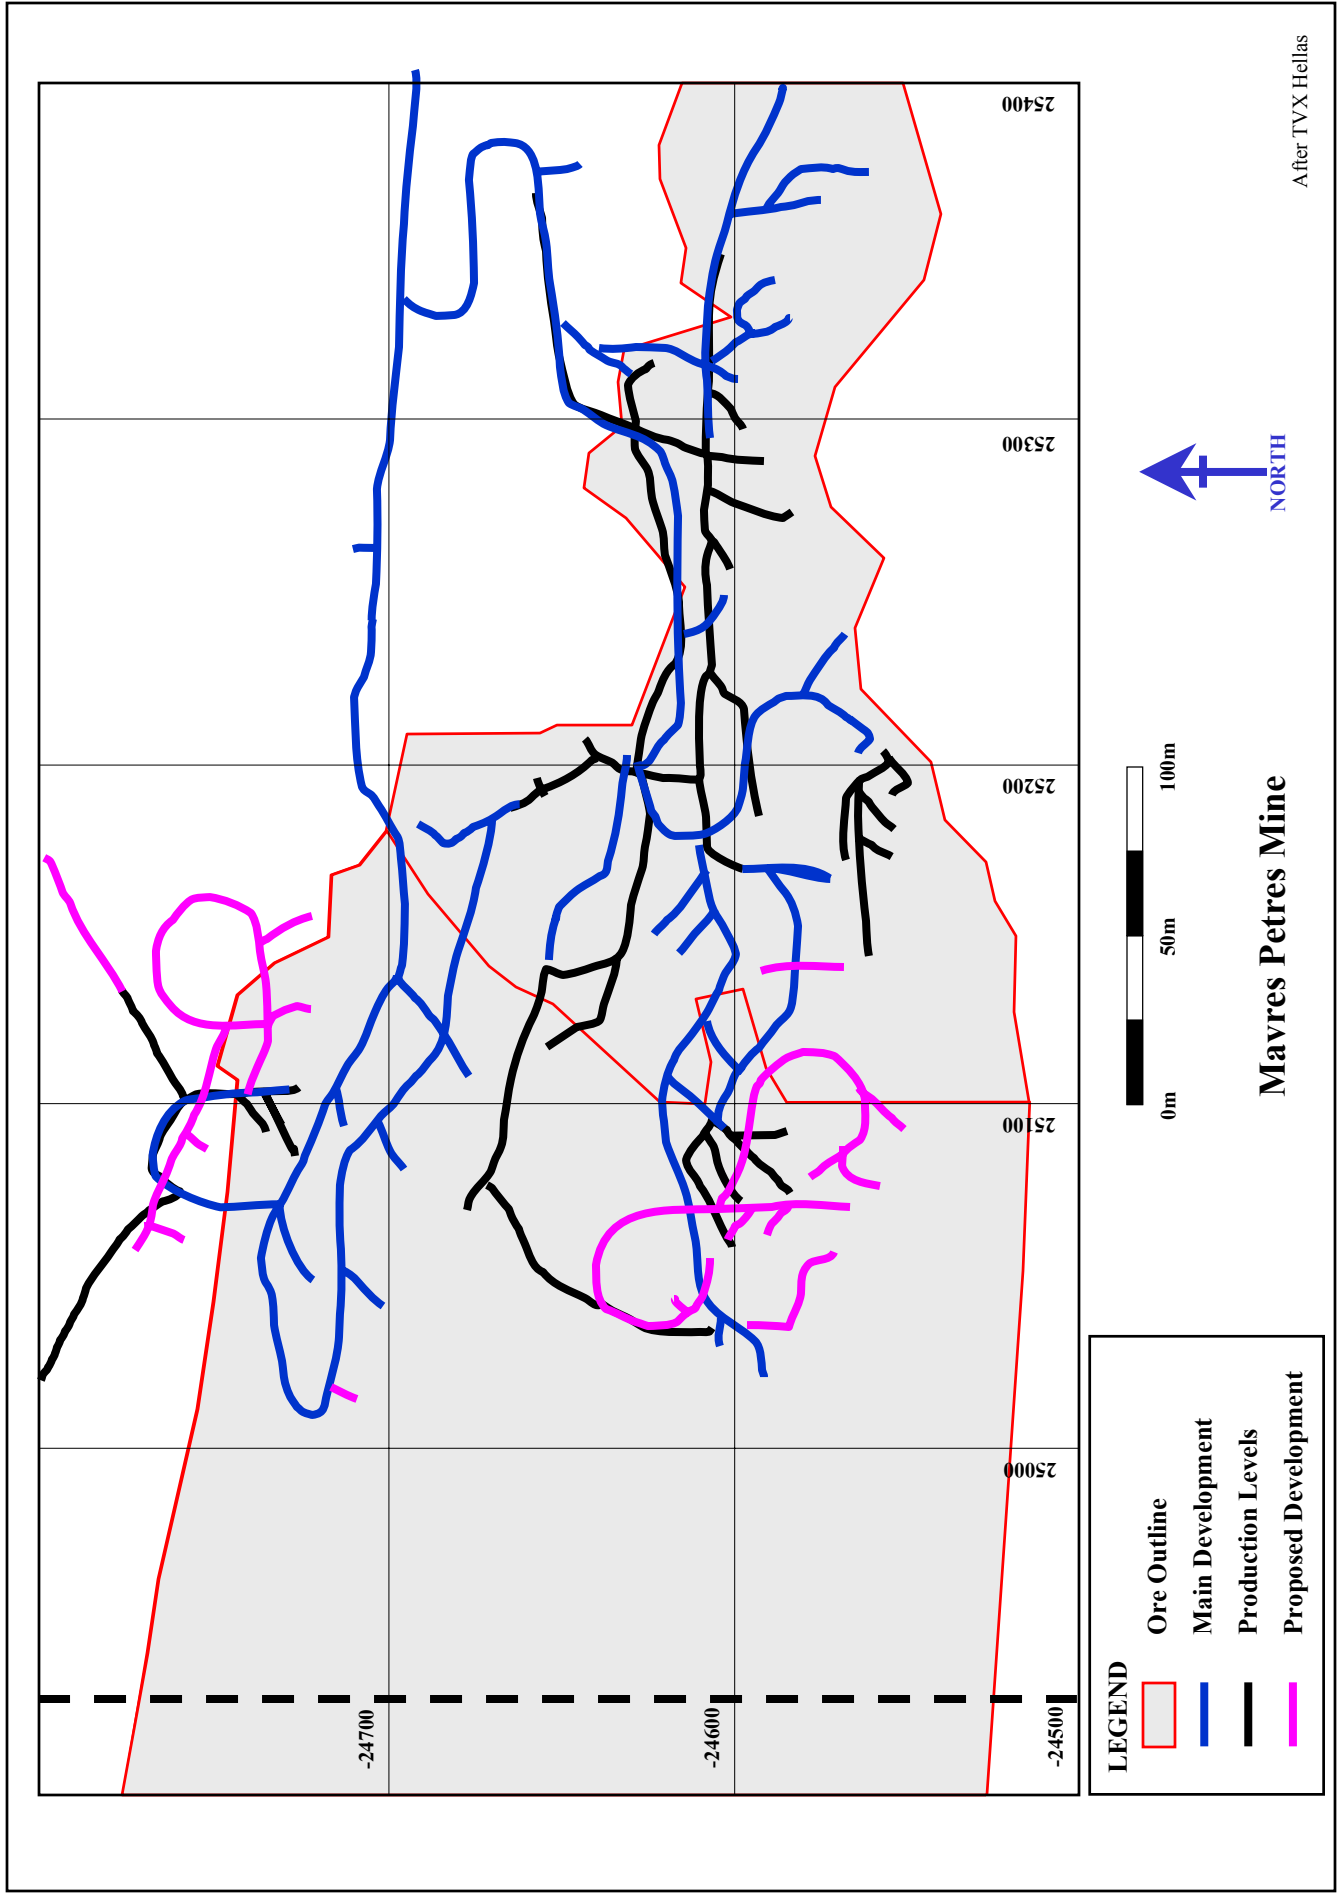 After TVX Hellas
25400
25300
25200
25100
25000
-24700
-24600
-24500
NORTH
Mavres Petres Mine
0m
50m
100m
LEGEND
Ore Outline
Main Development
Production Levels
Proposed Development